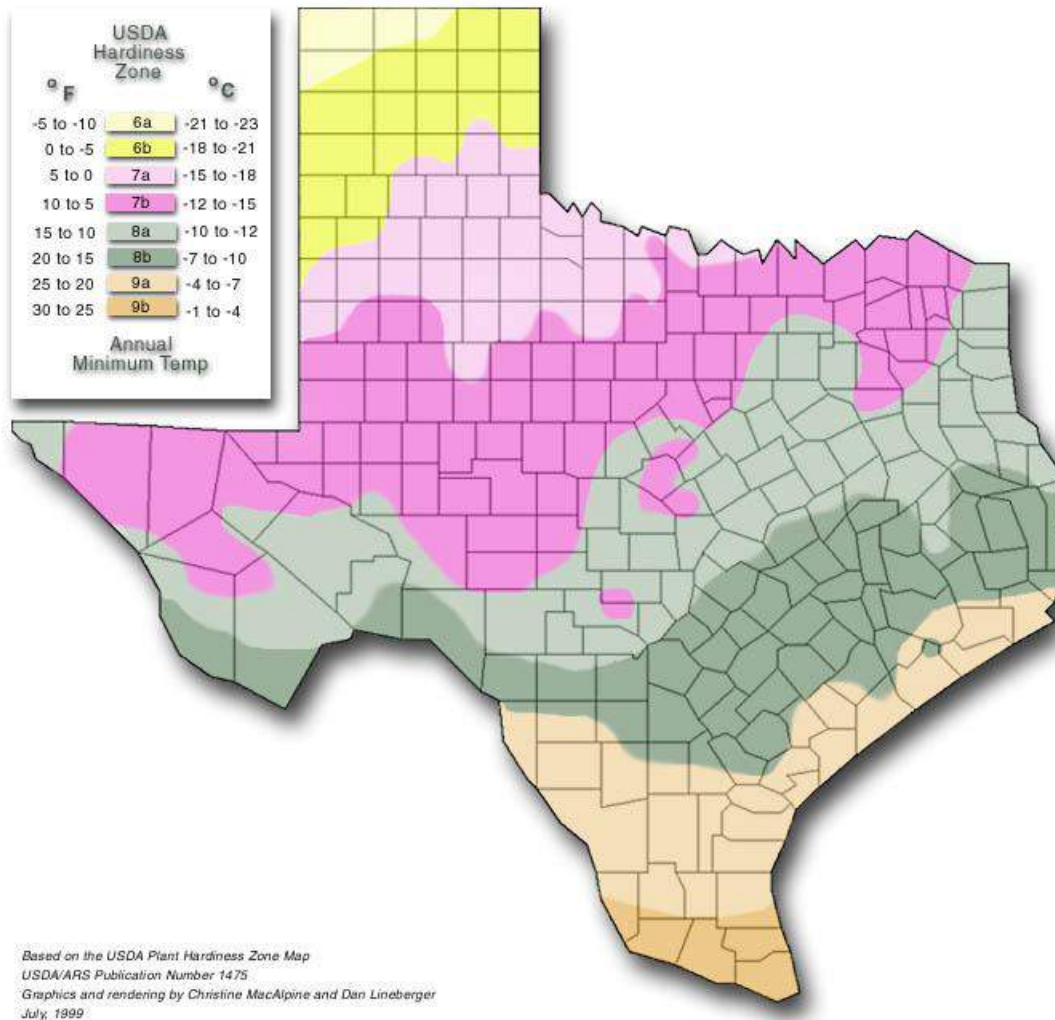 USDA
Hardiness
Zone
°F °C
-5 to -10 6a -21 to -23
0 to -5 6b -18 to -21
5 to 0 7a -15 to -18
10 to 5 7b -12 to -15
15 to 10 8a -10 to -12
20 to 15 8b -7 to -10
25 to 20 9a -4 to -7
30 to 25 9b -1 to -4
Annual
Minimum Temp
Based on the USDA Plant Hardiness Zone Map
USDA/ARS Publication Number 1475
Graphics and rendering by Christine MacAlpine and Dan Lineberger
July, 1999